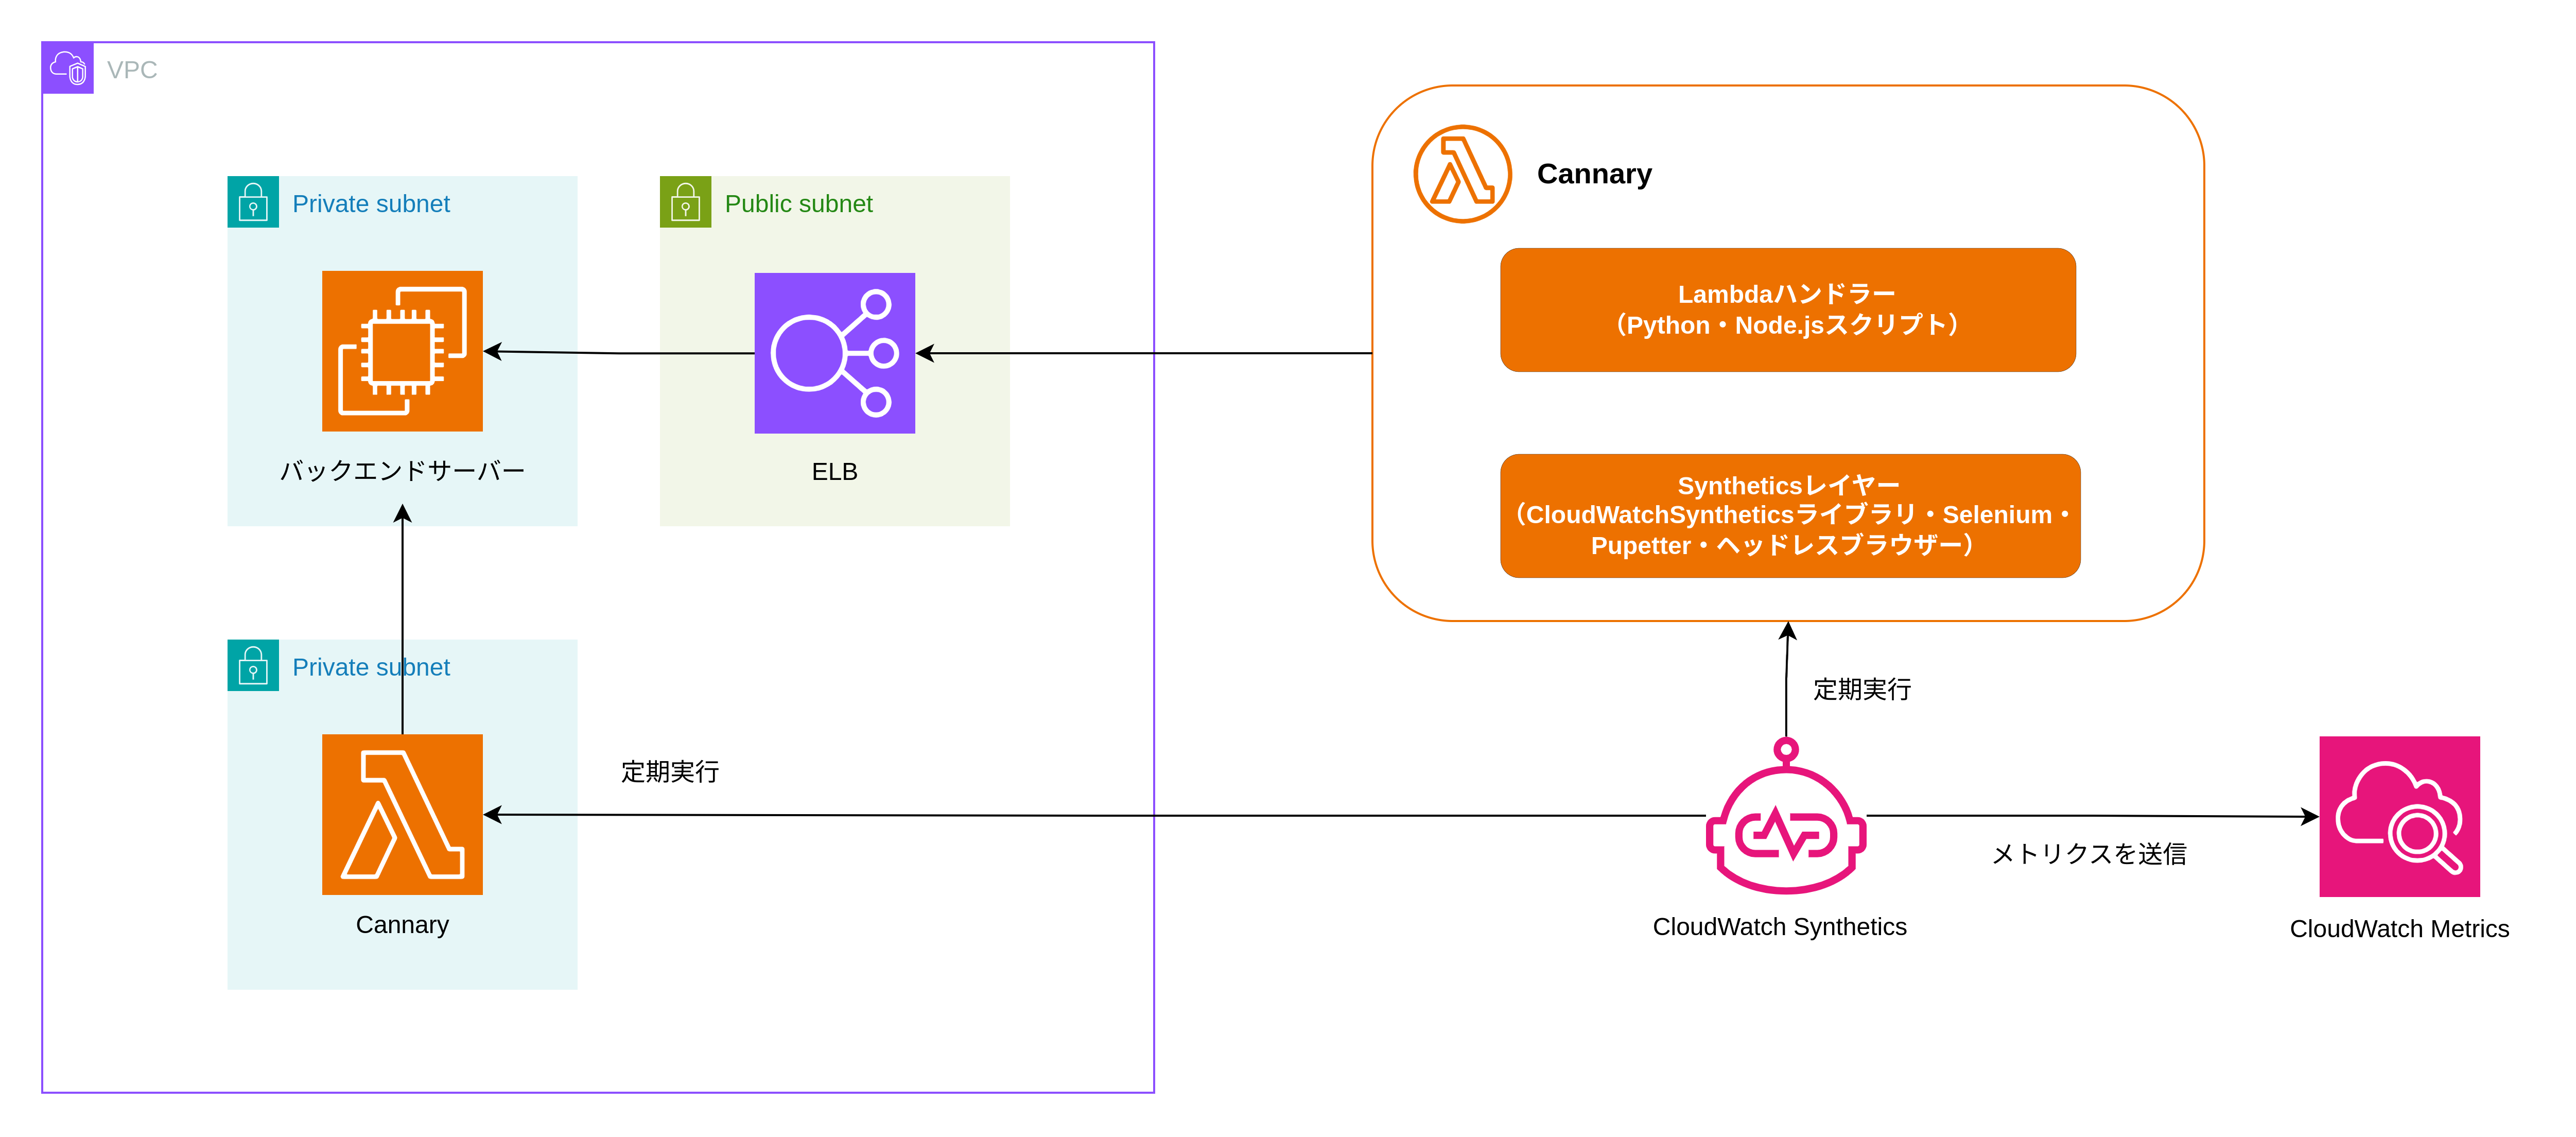 VPC
Private subnet
Public subnet
バックエンドサーバー
ELB
Cannary
Lambdaハンドラー
（Python・Node.jsスクリプト）
Syntheticsレイヤー
（CloudWatchSyntheticsライブラリ・Selenium・
Pupetter・ヘッドレスブラウザー）
Private subnet
Cannary
定期実行
定期実行
CloudWatch Synthetics
メトリクスを送信
CloudWatch Metrics